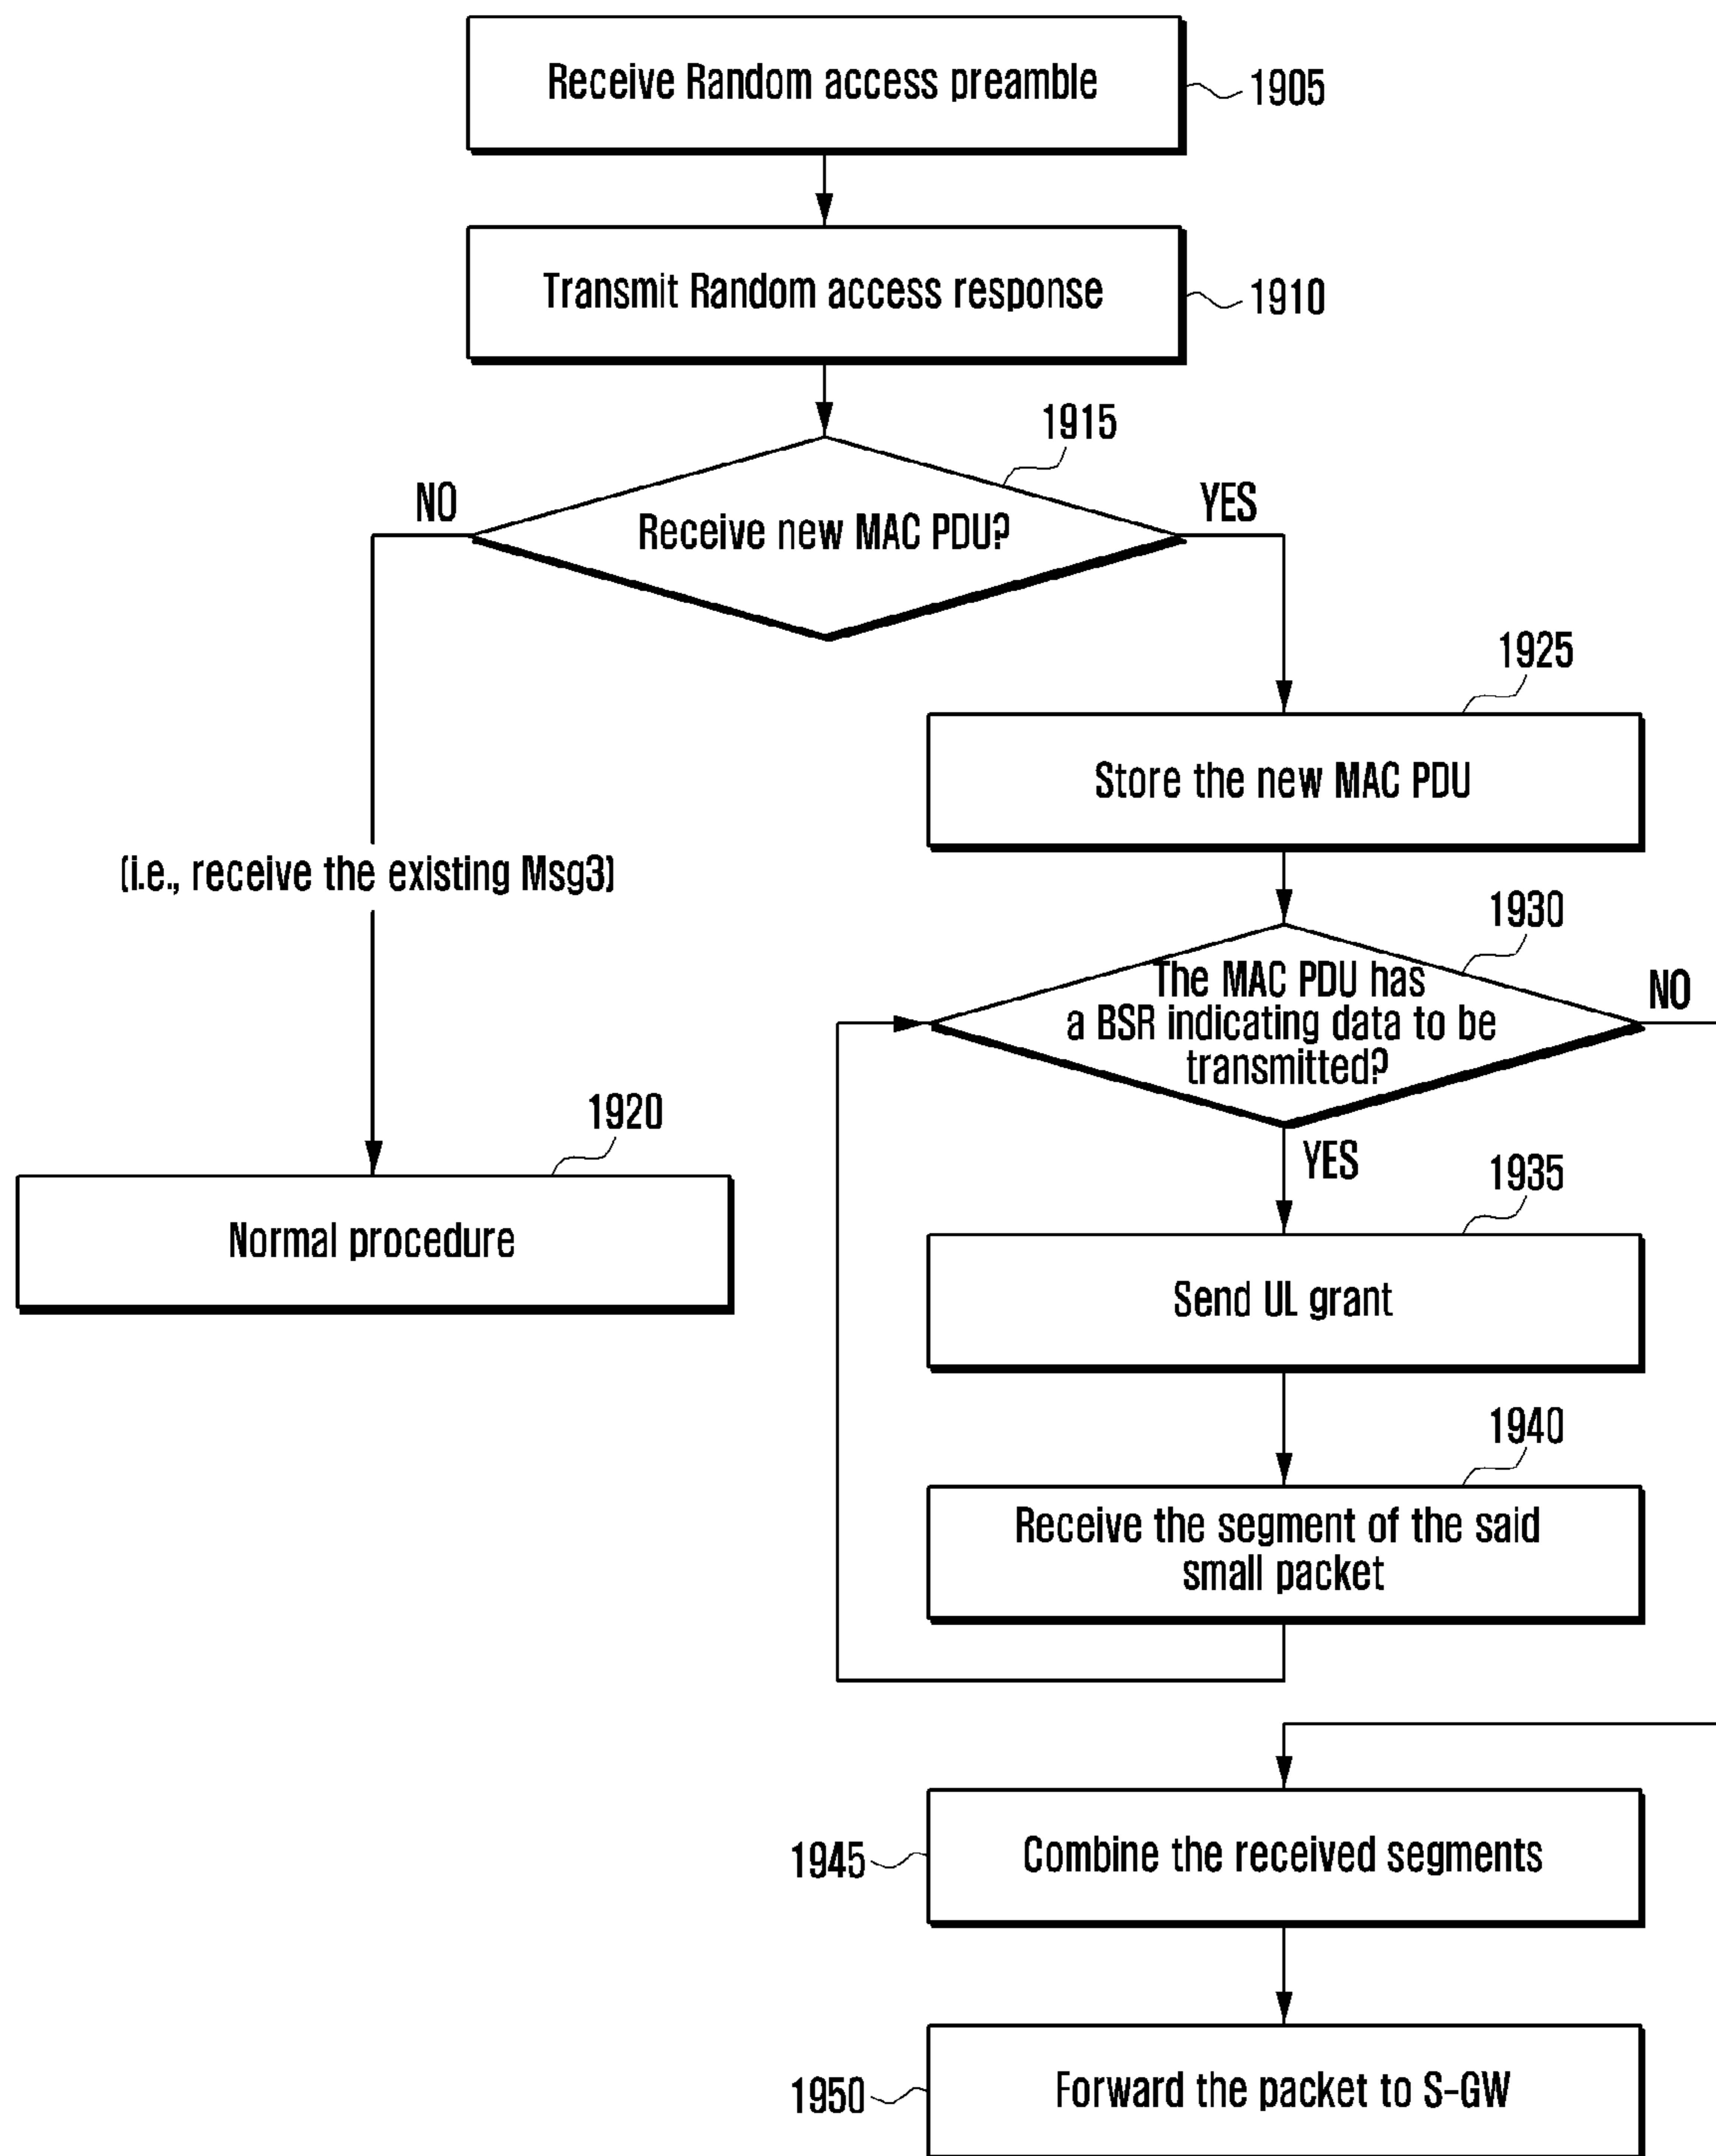 Receive Random access preamble
1905
Transmit Random access response
1910
1915
NO
YES
Receive new MAC PDU?
1925
Store the new MAC PDU
(i.e., receive the existing Msg3)
1930
The MAC PDU has
a BSR indicating data to be
transmitted?
NO
YES
1920
Normal procedure
1935
Send UL grant
1940
Receive the segment of the said
small packet
1945
Combine the received segments
1950
Forward the packet to S-GW